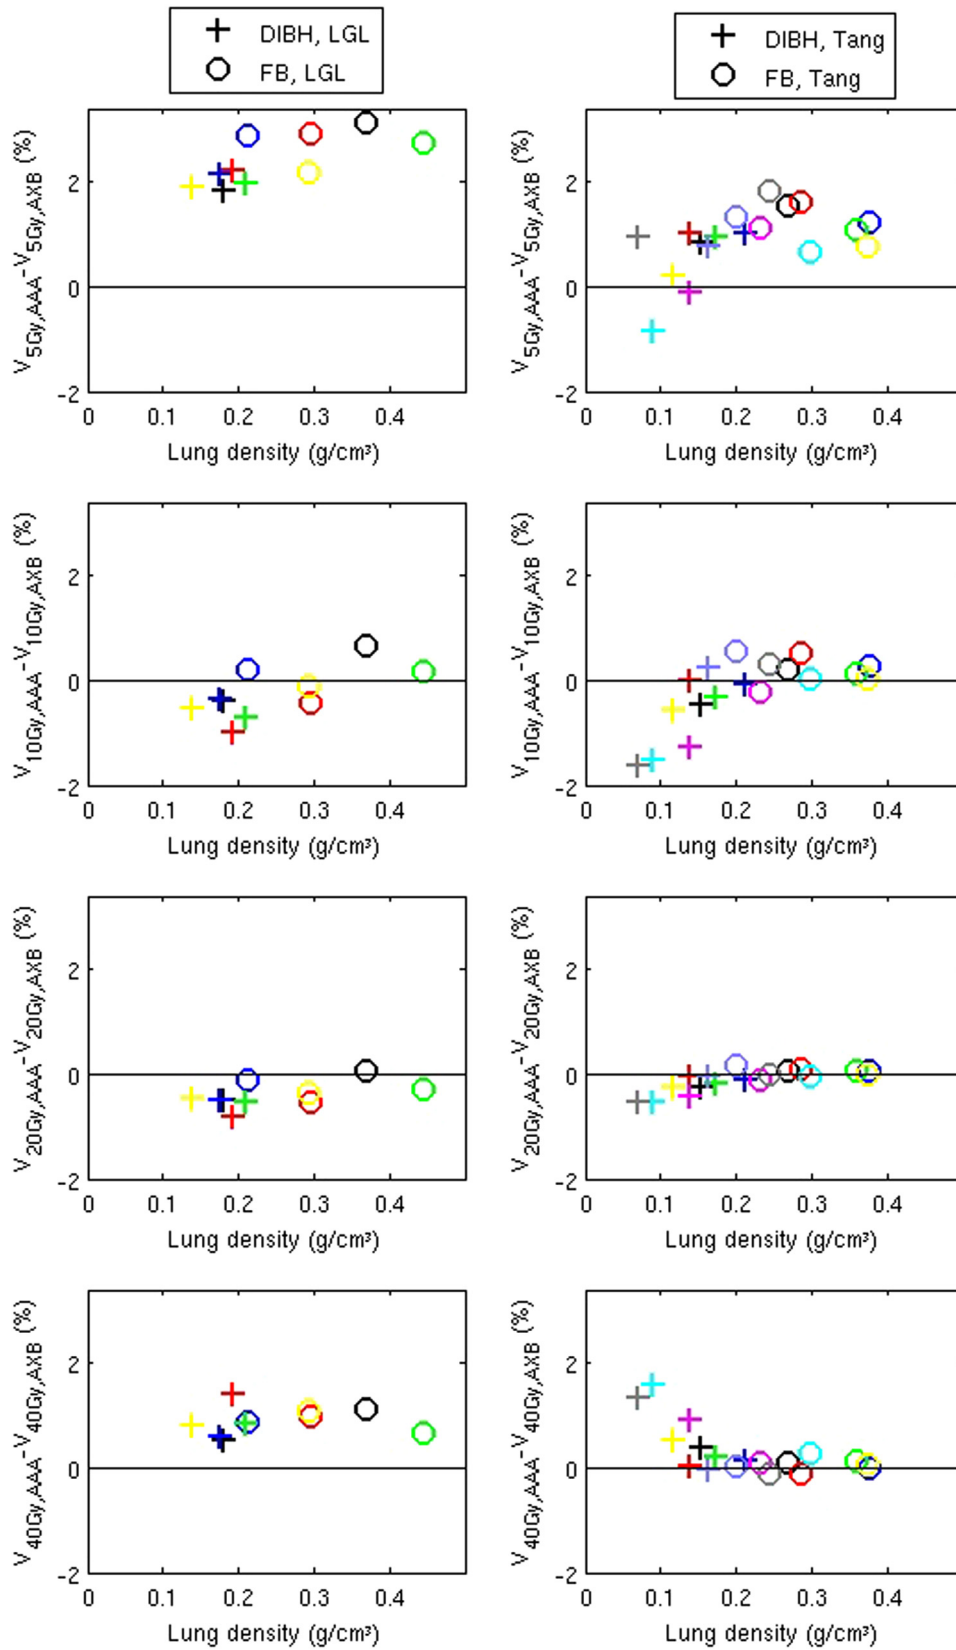 DIBH, LGL
FB, LGL
DIBH, Tang
FB, Tang
V5Gy,AAA-V5Gy,AXB (%)
2
0
-2
0 0.1 0.2 0.3 0.4
Lung density (g/cm³)
V5Gy,AAA-V5Gy,AXB (%)
2
0
-2
0 0.1 0.2 0.3 0.4
Lung density (g/cm³)
V10Gy,AAA-V10Gy,AXB (%)
2
0
-2
0 0.1 0.2 0.3 0.4
Lung density (g/cm³)
V10Gy,AAA-V10Gy,AXB (%)
2
0
-2
0 0.1 0.2 0.3 0.4
Lung density (g/cm³)
V20Gy,AAA-V20Gy,AXB (%)
2
0
-2
0 0.1 0.2 0.3 0.4
Lung density (g/cm³)
V20Gy,AAA-V20Gy,AXB (%)
2
0
-2
0 0.1 0.2 0.3 0.4
Lung density (g/cm³)
V40Gy,AAA-V40Gy,AXB (%)
2
0
-2
0 0.1 0.2 0.3 0.4
Lung density (g/cm³)
V40Gy,AAA-V40Gy,AXB (%)
2
0
-2
0 0.1 0.2 0.3 0.4
Lung density (g/cm³)